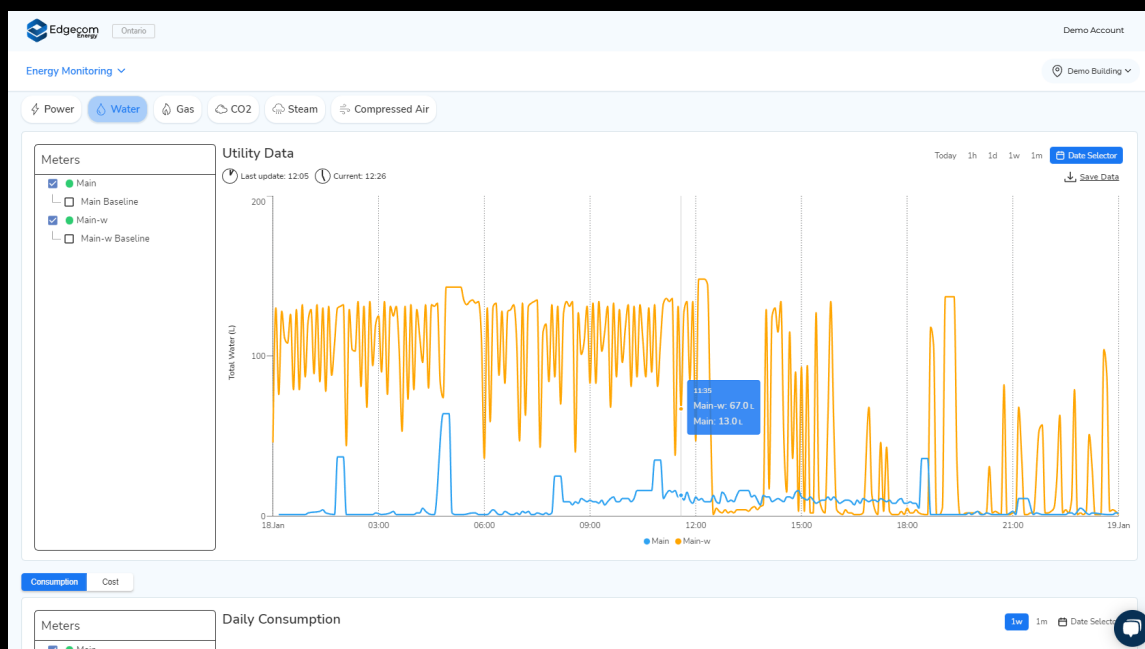 Edgecom
Energy
Ontario
Demo Account
Energy Monitoring
Demo Building
Power
Water
Gas
CO2
Steam
Compressed Air
Meters
Main
Main Baseline
Main-w
Main-w Baseline
Utility Data
Last update: 12:05
Current: 12:26
Today
1h
1d
1w
1m
Date Selector
Save Data
Total Water (L)
200
100
0
11:35
Main-w: 67.0 L
Main: 13.0 L
18.Jan
03:00
06:00
09:00
12:00
15:00
18:00
21:00
19.Jan
Main
Main-w
Consumption
Cost
Meters
Main
Daily Consumption
1w
1m
Date Selector